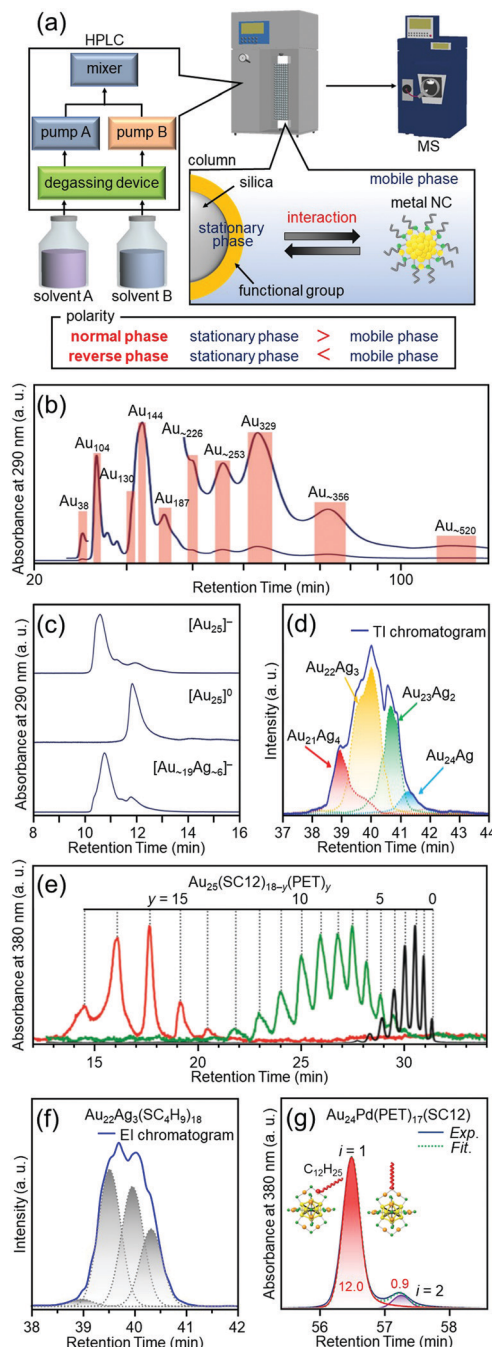 (a)
HPLC
mixer
pump A
pump B
degassing device
solvent A
solvent B
MS
column
silica
mobile phase
stationary
phase
interaction
metal NC
functional group
polarity
normal phase stationary phase > mobile phase
reverse phase stationary phase < mobile phase
(b)
Absorbance at 290 nm (a. u.)
Au38
Au104
Au130
Au144
Au187
Au~226
Au~253
Au329
Au~356
Au~520
20 100
Retention Time (min)
(c)
Absorbance at 290 nm (a. u.)
[Au25]−
[Au25]0
[Au~19Ag~6]−
8 10 12 14 16
Retention Time (min)
(d)
TI chromatogram
Intensity (a. u.)
Au22Ag3
Au23Ag2
Au21Ag4
Au24Ag
37 38 39 40 41 42 43 44
Retention Time (min)
(e)
Absorbance at 380 nm (a. u.)
Au25(SC12)18−y(PET)y
y = 15 10 5 0
15 20 25 30
Retention Time (min)
(f)
Au22Ag3(SC4H9)18
EI chromatogram
Intensity (a. u.)
38 39 40 41 42
Retention Time (min)
(g)
Au24Pd(PET)17(SC12)
Exp.
Fit.
i = 1
C12H25
Absorbance at 380 nm (a. u.)
12.0
0.9
i = 2
56 57 58
Retention Time (min)